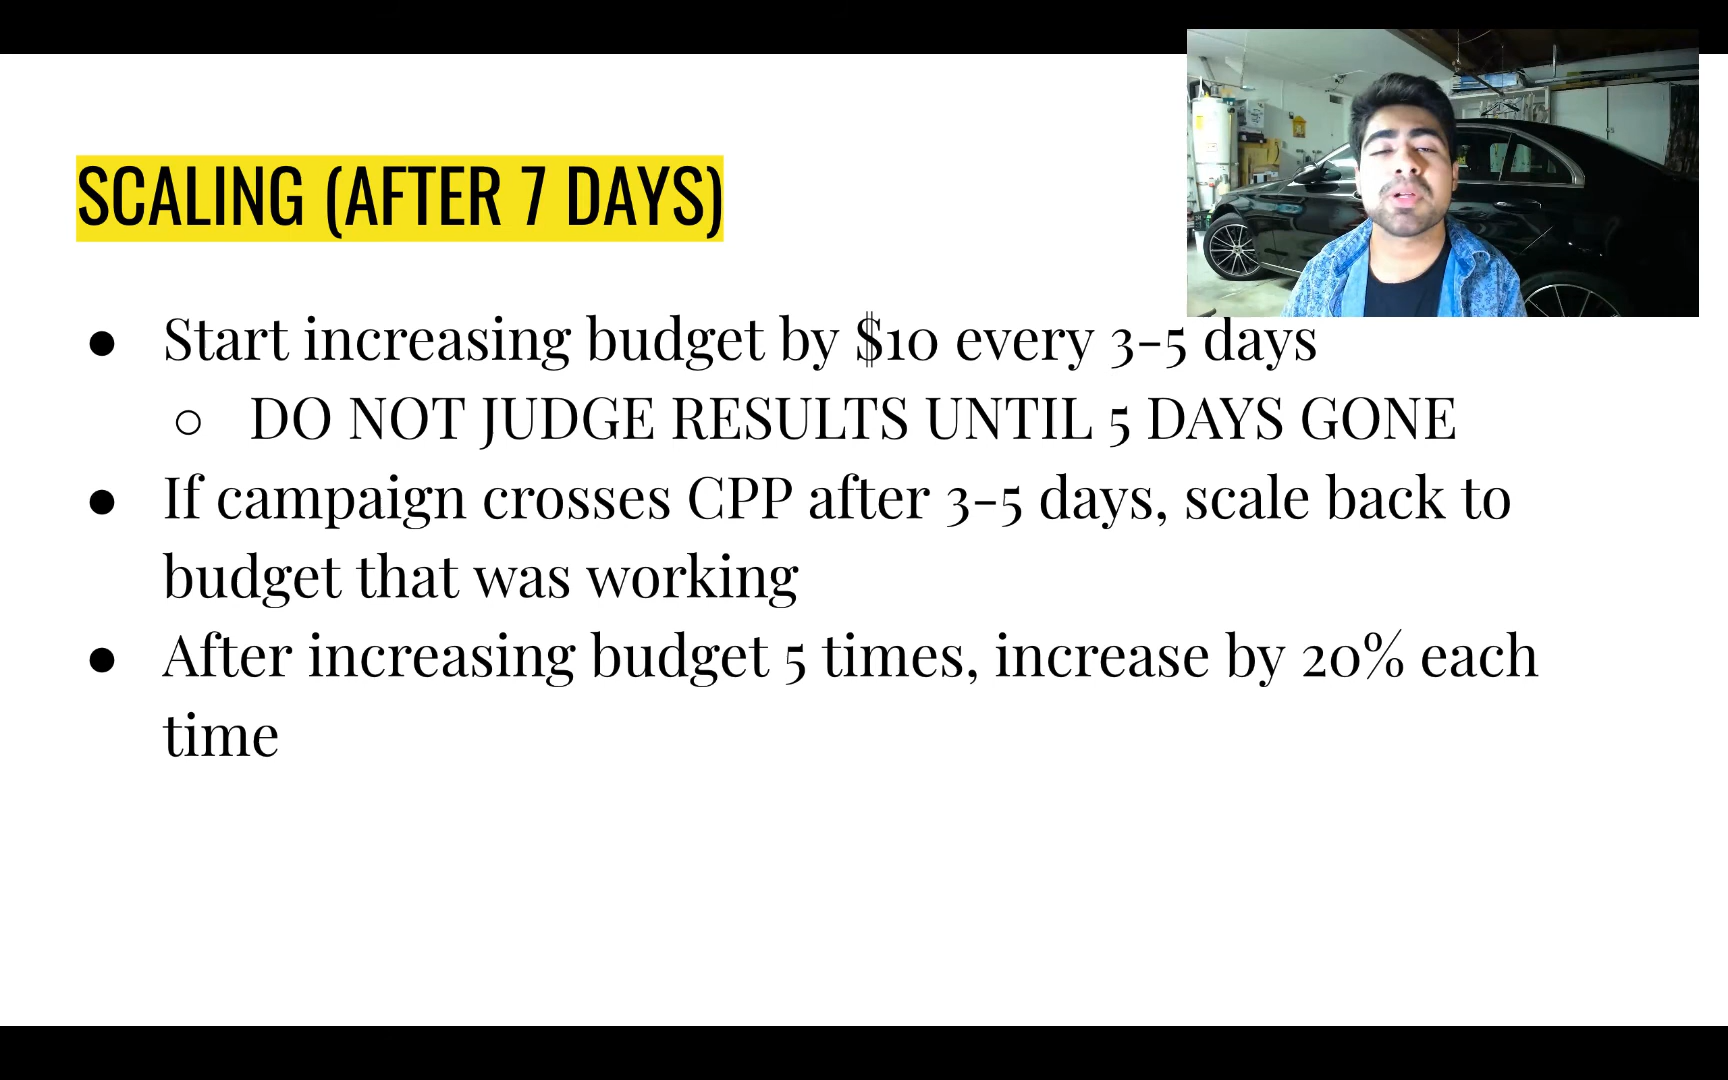 SCALING (AFTER 7 DAYS)
● Start increasing budget by $10 every 3-5 days
○ DO NOT JUDGE RESULTS UNTIL 5 DAYS GONE
● If campaign crosses CPP after 3-5 days, scale back to
budget that was working
● After increasing budget 5 times, increase by 20% each
time